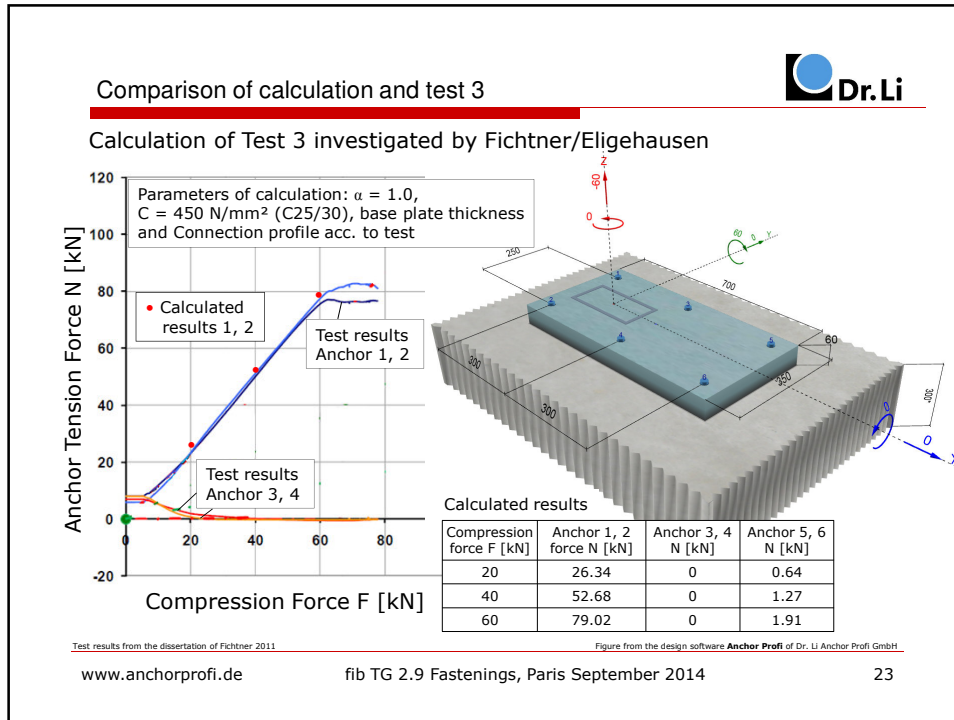 Comparison of calculation and test 3
Dr.Li
Calculation of Test 3 investigated by Fichtner/Eligehausen
Anchor Tension Force N [kN]
120
100
80
60
40
20
0
-20
Parameters of calculation: α = 1.0,
C = 450 N/mm² (C25/30), base plate thickness
and Connection profile acc. to test
• Calculated
results 1, 2
Test results
Anchor 1, 2
Test results
Anchor 3, 4
0
20
40
60
80
Compression Force F [kN]
Z
-60
0
60
0
Y
250
700
1
2
3
4
5
6
60
300
300
350
300
0
0
X
Calculated results
Compression force F [kN] Anchor 1, 2 force N [kN] Anchor 3, 4 N [kN] Anchor 5, 6 N [kN]
20 26.34 0 0.64
40 52.68 0 1.27
60 79.02 0 1.91
Test results from the dissertation of Fichtner 2011
Figure from the design software Anchor Profi of Dr. Li Anchor Profi GmbH
www.anchorprofi.de
fib TG 2.9 Fastenings, Paris September 2014
23